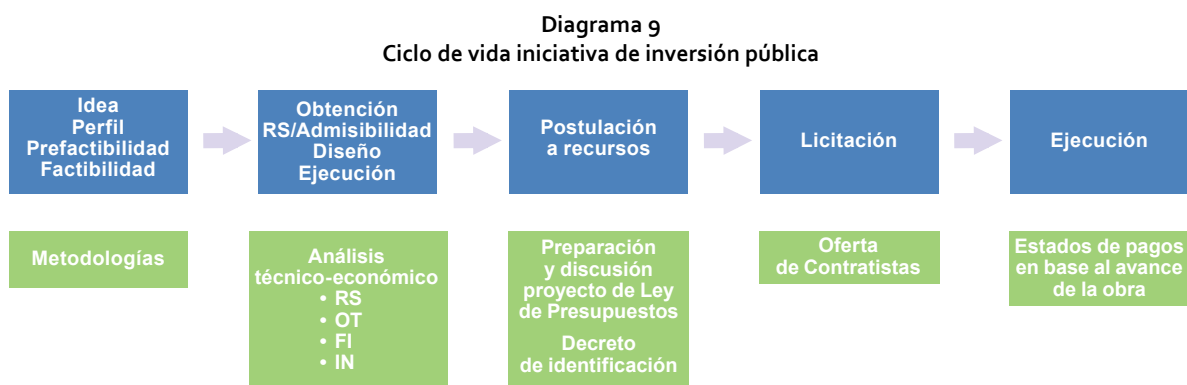 Diagrama 9
Ciclo de vida iniciativa de inversión pública
Idea
Perfil
Prefactibilidad
Factibilidad
Obtención
RS/Admisibilidad
Diseño
Ejecución
Postulación
a recursos
Licitación
Ejecución
Metodologías
Análisis
técnico-económico
• RS
• OT
• FI
• IN
Preparación
y discusión
proyecto de Ley
de Presupuestos
Decreto
de identificación
Oferta
de Contratistas
Estados de pagos
en base al avance
de la obra